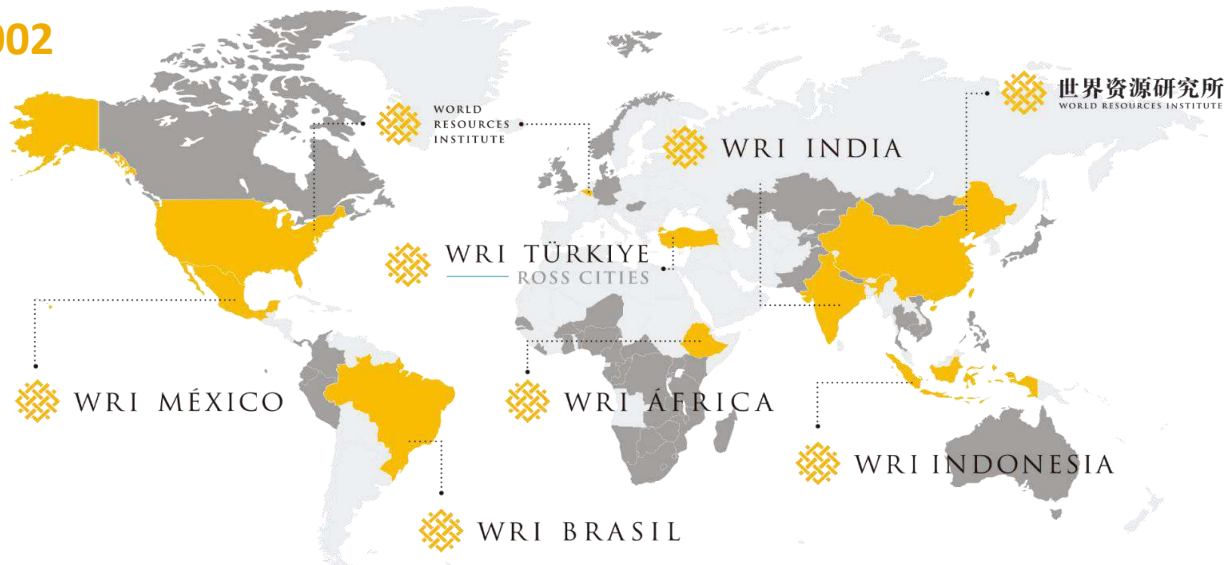 002
WORLD
RESOURCES
INSTITUTE
世界资源研究所
WORLD RESOURCES INSTITUTE
WRI INDIA
WRI TÜRKIYE
ROSS CITIES
WRI MÉXICO
WRI ÁFRICA
WRI INDONESIA
WRI BRASIL